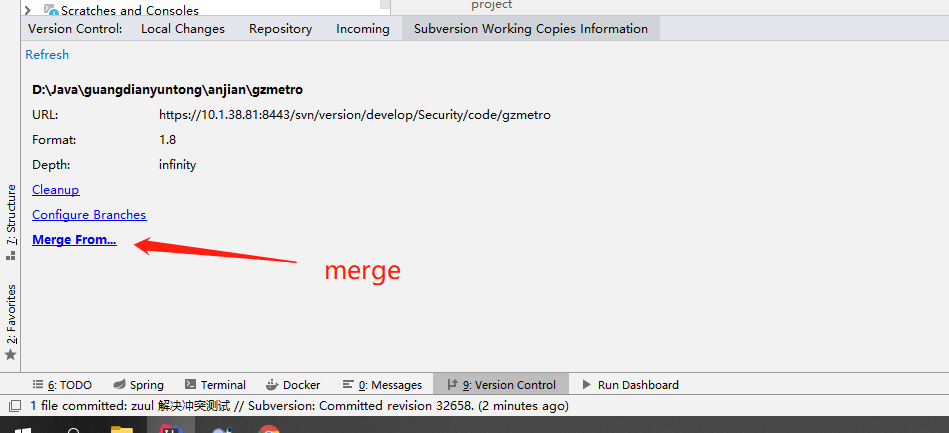 Scratches and Consoles
project
Version Control: Local Changes Repository Incoming Subversion Working Copies Information
Refresh
D:\Java\guangdianyuntong\anjian\gzmetro
URL: https://10.1.38.81:8443/svn/version/develop/Security/code/gzmetro
Format: 1.8
Depth: infinity
Cleanup
Configure Branches
Merge From...
merge
7: Structure
2: Favorites
6: TODO Spring Terminal Docker 0: Messages 9: Version Control Run Dashboard
1 file committed: zuul 解决冲突测试 // Subversion: Committed revision 32658. (2 minutes ago)